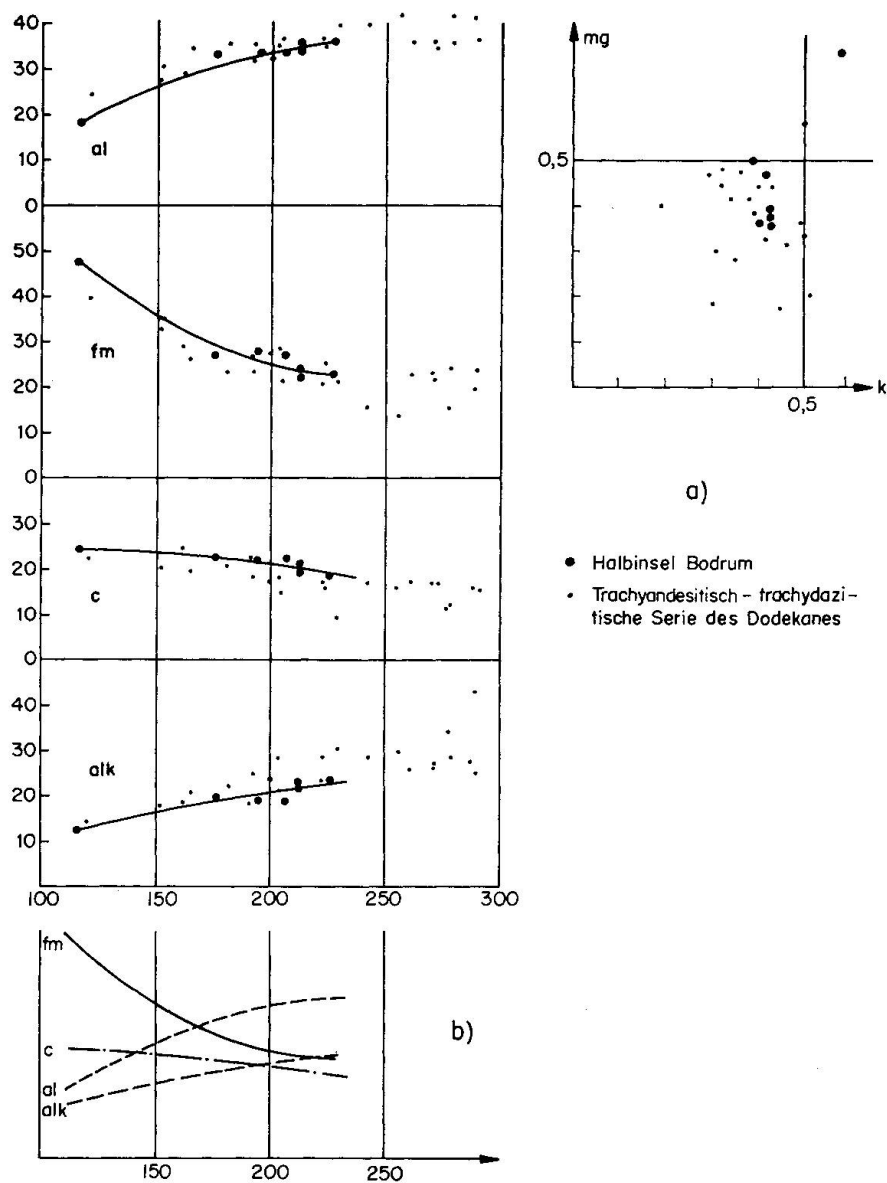 40
30
20
10
0
al
50
40
30
20
10
0
fm
30
20
10
0
c
40
30
20
10
alk
100 150 200 250 300
mg
0,5
0,5
k
a)
Halbinsel Bodrum
Trachyandesitisch - trachydazi-
tische Serie des Dodekanes
fm
c
al
alk
b)
150 200 250